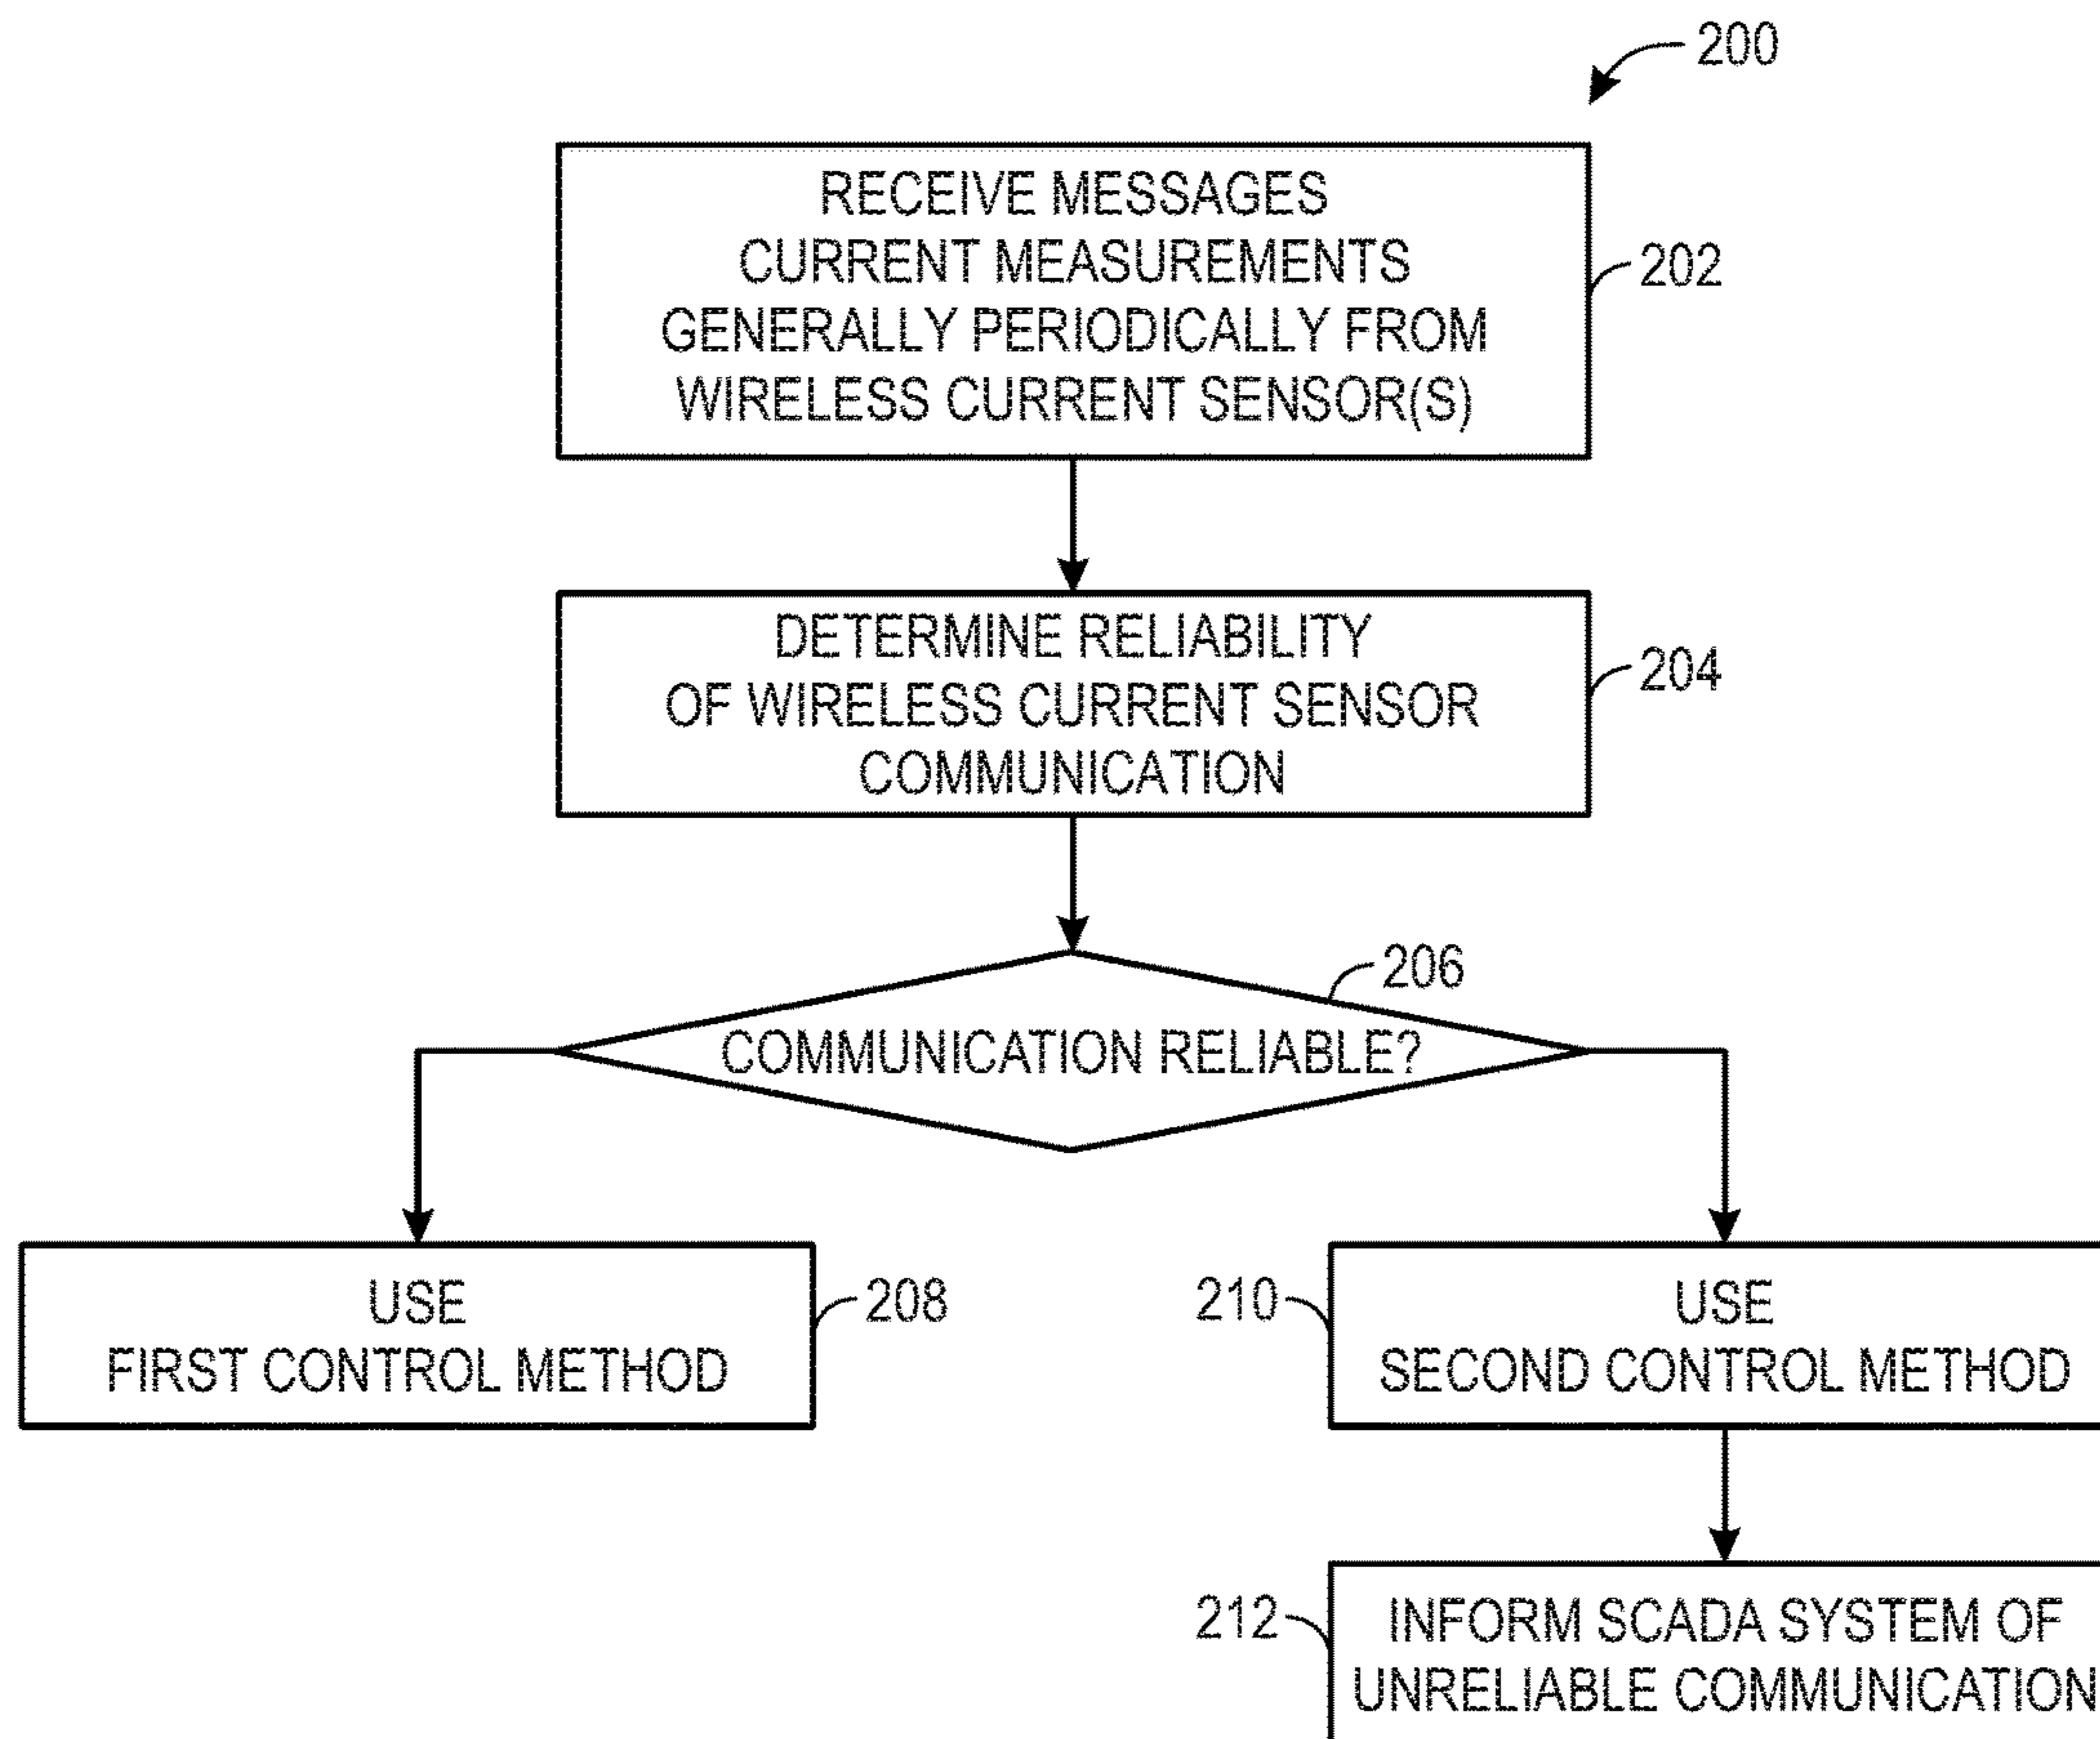 200
RECEIVE MESSAGES
CURRENT MEASUREMENTS
GENERALLY PERIODICALLY FROM
WIRELESS CURRENT SENSOR(S)
202
DETERMINE RELIABILITY
OF WIRELESS CURRENT SENSOR
COMMUNICATION
204
206
COMMUNICATION RELIABLE?
USE
FIRST CONTROL METHOD
208
210
USE
SECOND CONTROL METHOD
212
INFORM SCADA SYSTEM OF
UNRELIABLE COMMUNICATION